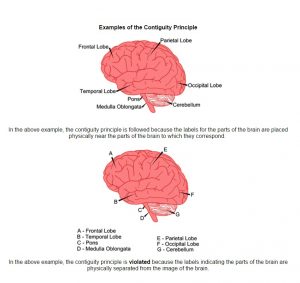 Examples of the Contiguity Principle
Parietal Lobe
Frontal Lobe
Occipital Lobe
Temporal Lobe
Pons
Cerebellum
Medulla Oblongata
In the above example, the contiguity principle is followed because the labels for the parts of the brain are placed
physically near the parts of the brain to which they correspond.
A
E
B
F
C
D
G
A - Frontal Lobe
B - Temporal Lobe
C - Pons
D - Medulla Oblongata
E - Parietal Lobe
F - Occipital Lobe
G - Cerebellum
In the above example, the contiguity principle is violated because the labels indicating the parts of the brain are
physically separated from the image of the brain.